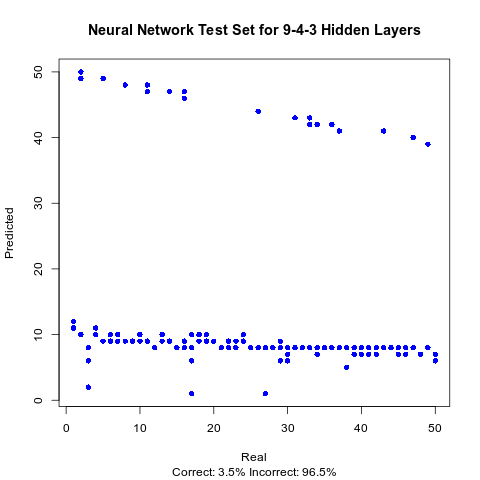 Neural Network Test Set for 9-4-3 Hidden Layers
Predicted
50
40
30
20
10
0
0 10 20 30 40 50
Real
Correct: 3.5% Incorrect: 96.5%